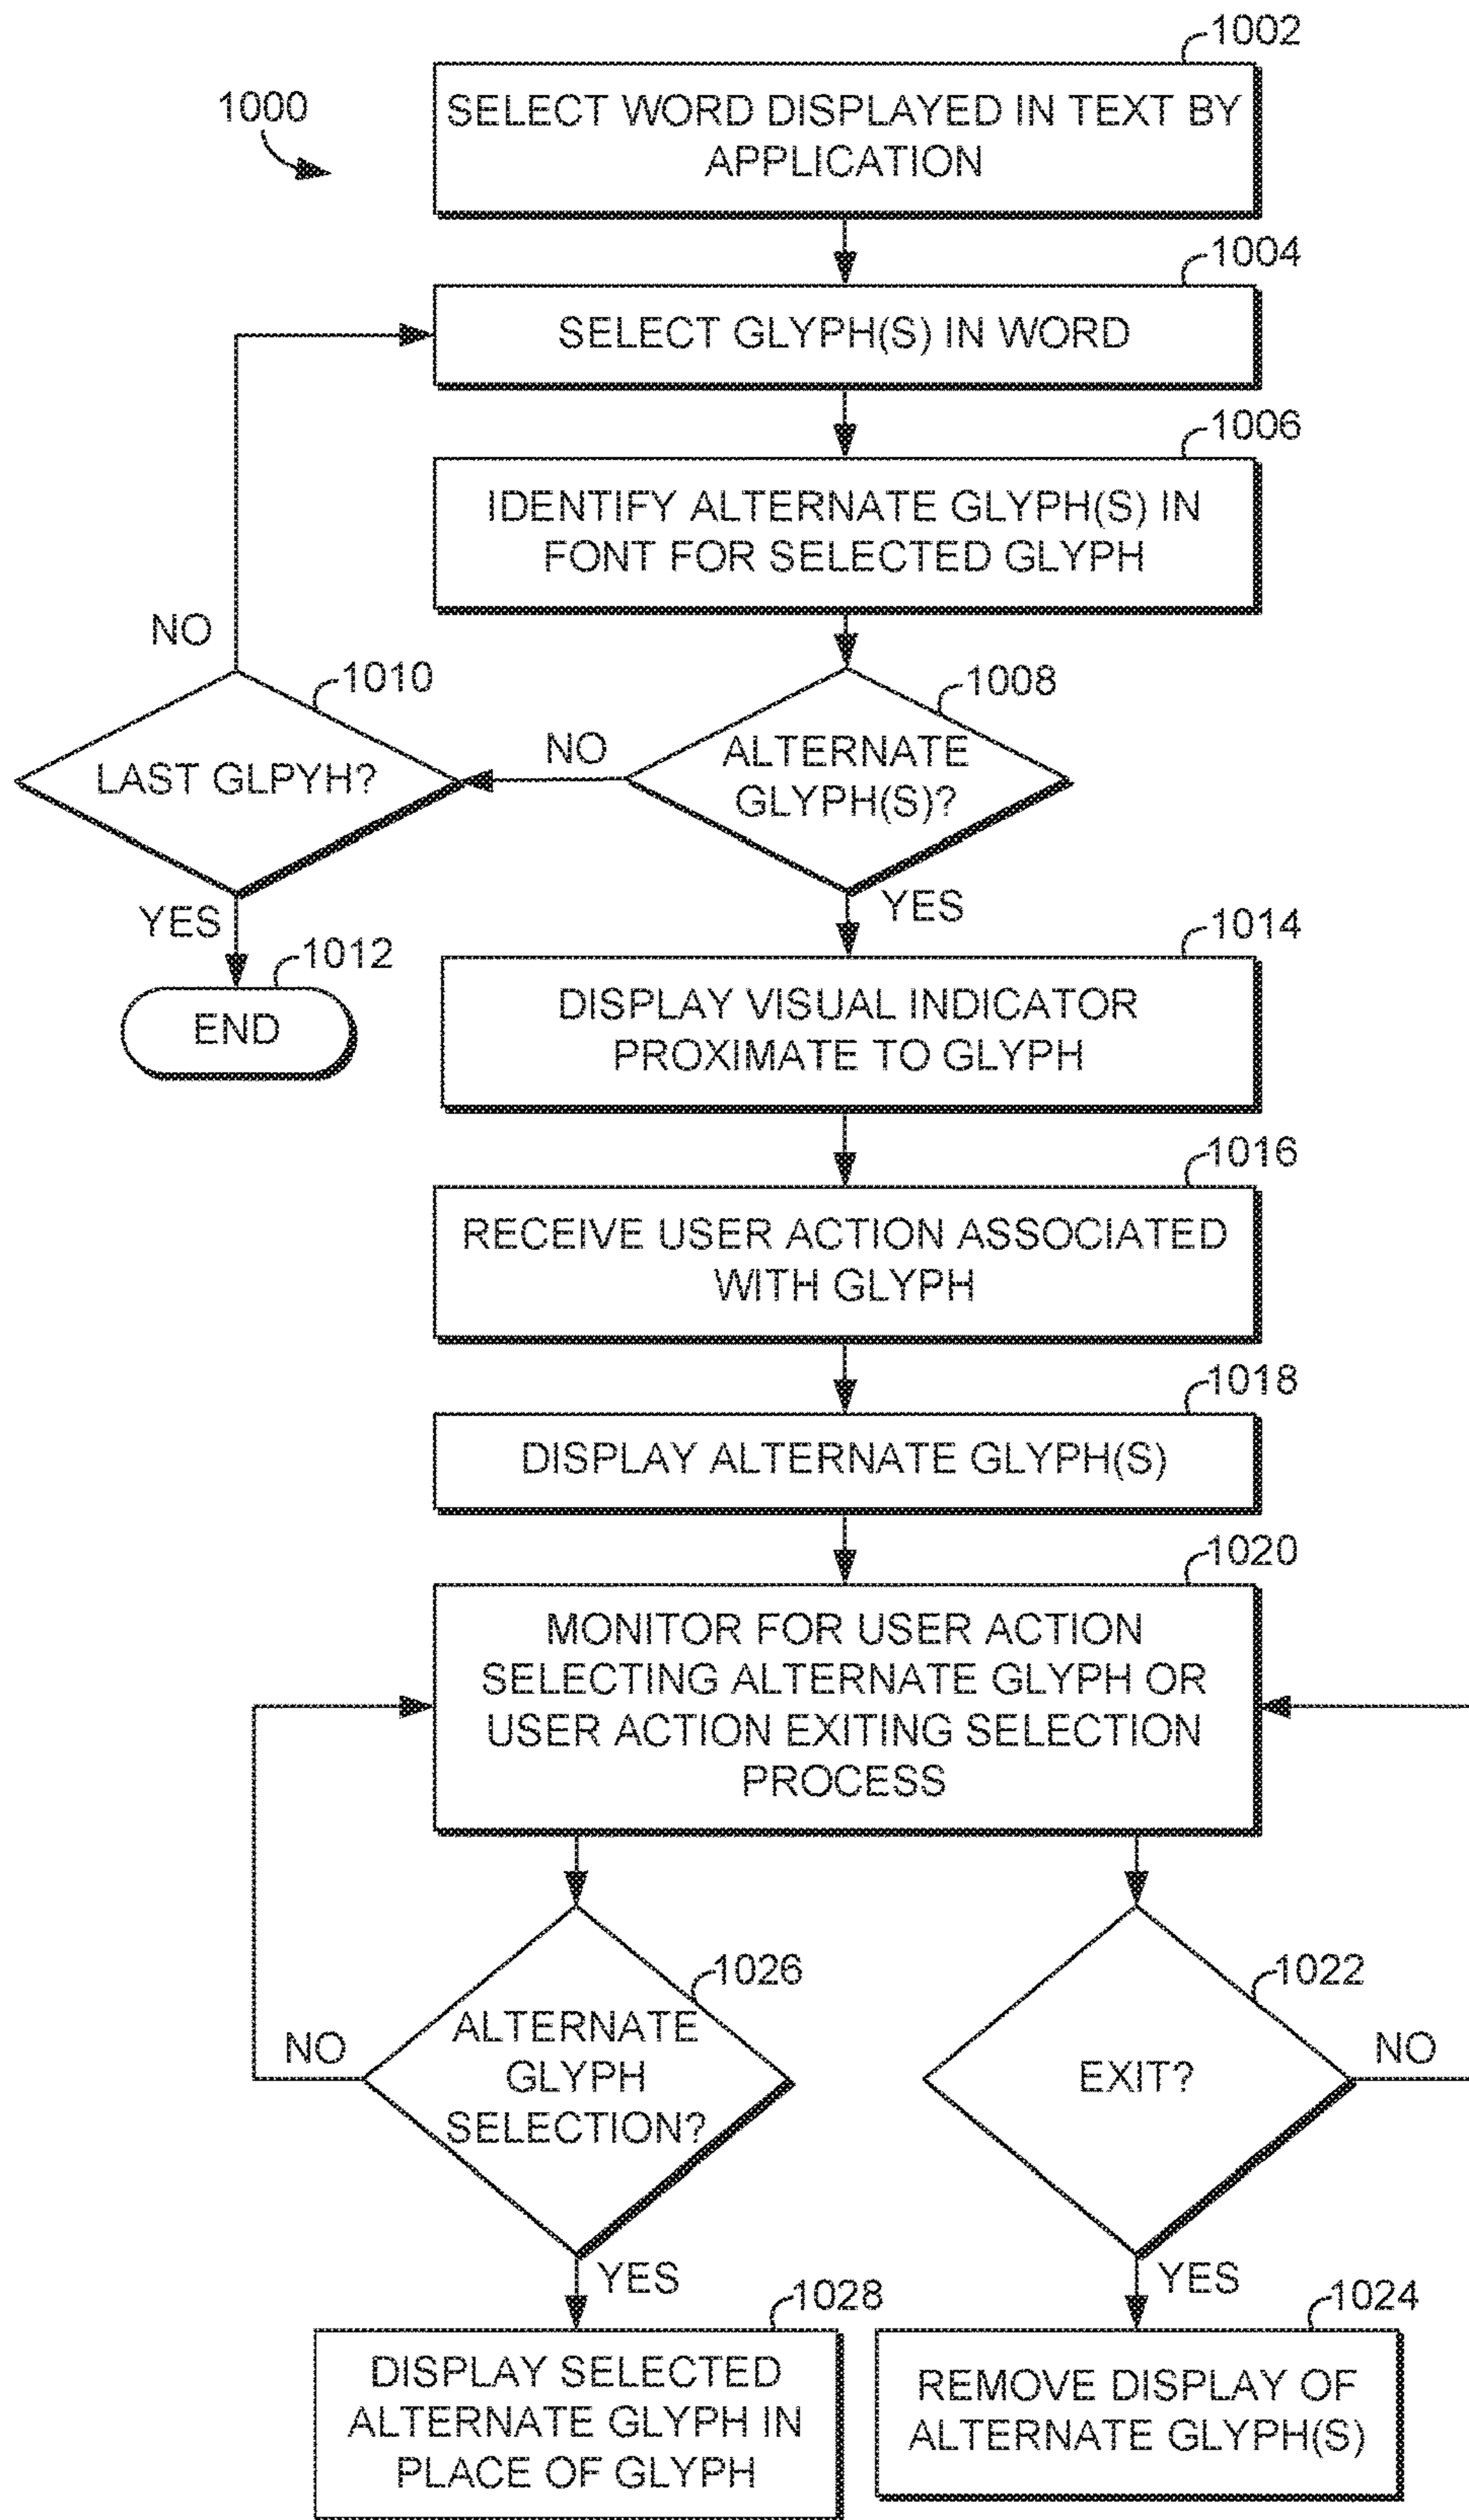 1002
1000
SELECT WORD DISPLAYED IN TEXT BY
APPLICATION
1004
SELECT GLYPH(S) IN WORD
1006
IDENTIFY ALTERNATE GLYPH(S) IN
FONT FOR SELECTED GLYPH
NO
1010
1008
LAST GLPYH?
NO
ALTERNATE
GLYPH(S)?
YES
YES
1012
END
1014
DISPLAY VISUAL INDICATOR
PROXIMATE TO GLYPH
1016
RECEIVE USER ACTION ASSOCIATED
WITH GLYPH
1018
DISPLAY ALTERNATE GLYPH(S)
1020
MONITOR FOR USER ACTION
SELECTING ALTERNATE GLYPH OR
USER ACTION EXITING SELECTION
PROCESS
1026
1022
NO
ALTERNATE
GLYPH
SELECTION?
EXIT?
NO
YES
YES
1028
1024
DISPLAY SELECTED
ALTERNATE GLYPH IN
PLACE OF GLYPH
REMOVE DISPLAY OF
ALTERNATE GLYPH(S)